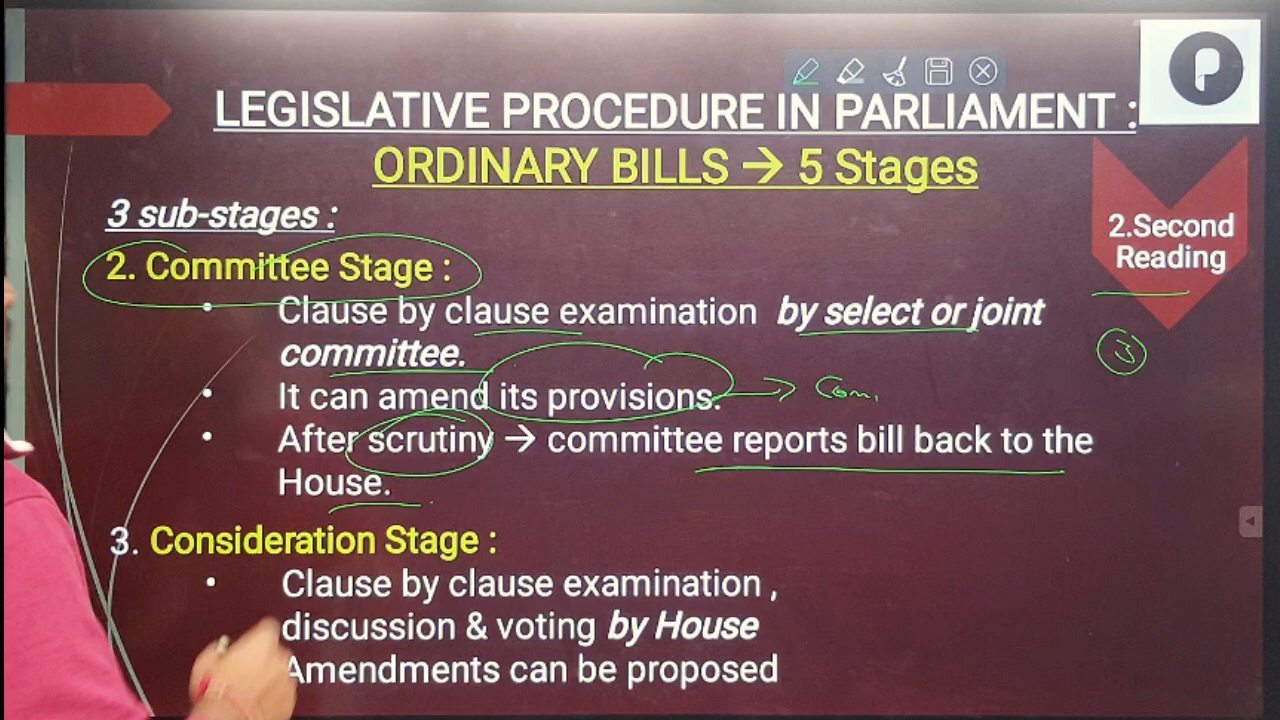 LEGISLATIVE PROCEDURE IN PARLIAMENT :
ORDINARY BILLS → 5 Stages
3 sub-stages :
2.Second
Reading
2. Committee Stage :
• Clause by clause examination by select or joint
committee.
3
• It can amend its provisions. → Com.
• After scrutiny → committee reports bill back to the
House.
3. Consideration Stage :
• Clause by clause examination ,
discussion & voting by House
Amendments can be proposed